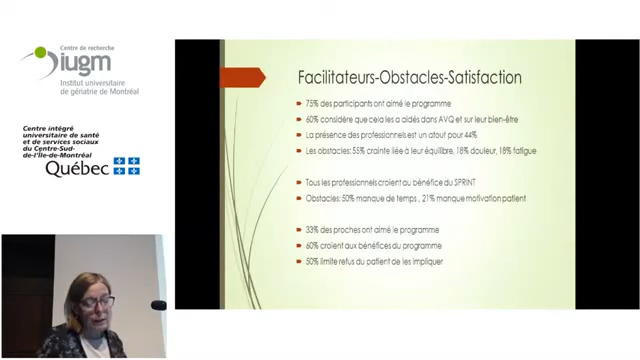 Centre de recherche
iugm
Institut universitaire
de gériatrie de Montréal
Centre intégré
universitaire de santé
et de services sociaux
du Centre-Sud-
de-l'Île-de-Montréal
Québec
Facilitateurs-Obstacles-Satisfaction
75% des participants ont aimé le programme
60% considère que cela les a aidés dans AVQ et sur leur bien-être
La présence des professionnels est un atout pour 44%
Les obstacles: 55% crainte liée à leur équilibre, 18% douleur, 18% fatigue
Tous les professionnels croient au bénéfice du SPRINT
Obstacles: 50% manque de temps , 21% manque motivation patient
33% des proches ont aimé le programme
60% croient aux bénéfices du programme
50% limite refus du patient de les impliquer